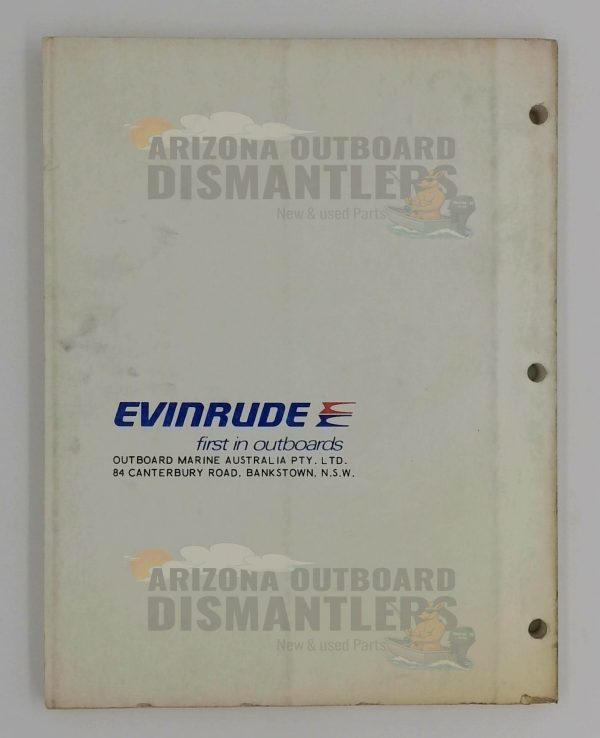 ARIZONA OUTBOARD
DISMANTLERS
New & used Parts
EVINRUDE
first in outboards
OUTBOARD MARINE AUSTRALIA PTY. LTD.
84 CANTERBURY ROAD, BANKSTOWN, N.S.W.
ARIZONA OUTBOARD
DISMANTLERS
New & used Parts